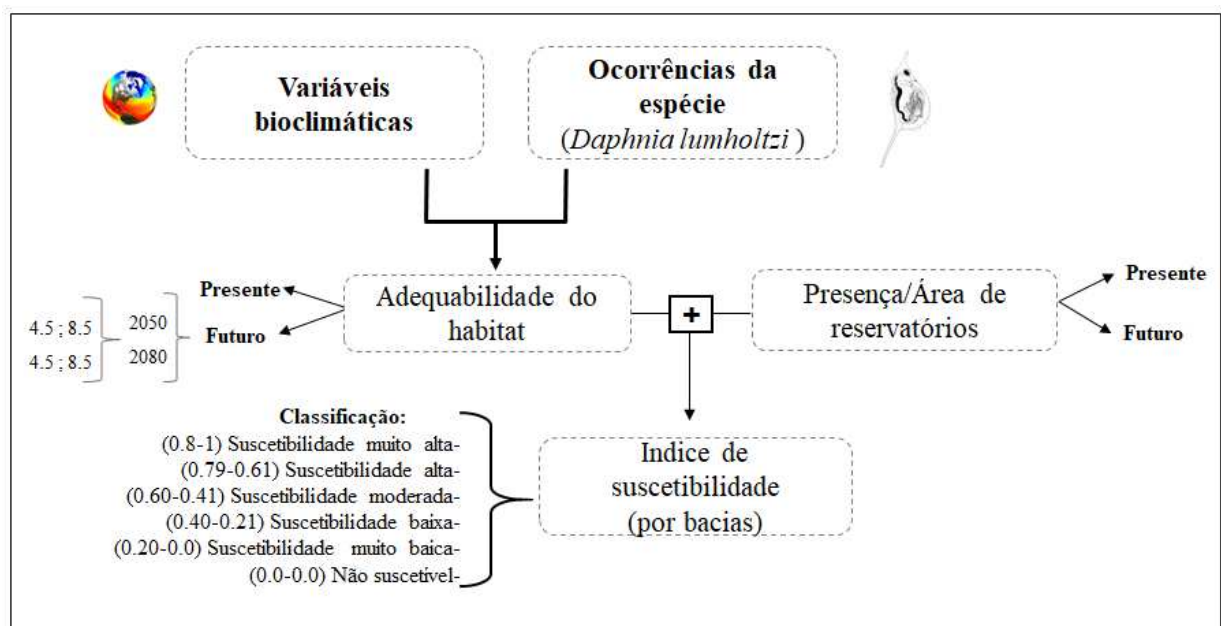 Variáveis
bioclimáticas
Ocorrências da
espécie
(Daphnia lumholtzi )
Presente
Futuro
2050
2080
4.5 ; 8.5
4.5 ; 8.5
Adequabilidade do
habitat
+
Presença/Área de
reservatórios
Presente
Futuro
Classificação:
(0.8-1) Suscetibilidade muito alta-
(0.79-0.61) Suscetibilidade alta-
(0.60-0.41) Suscetibilidade moderada-
(0.40-0.21) Suscetibilidade baixa-
(0.20-0.0) Suscetibilidade muito baica-
(0.0-0.0) Não suscetível-
Indice de
suscetibilidade
(por bacias)